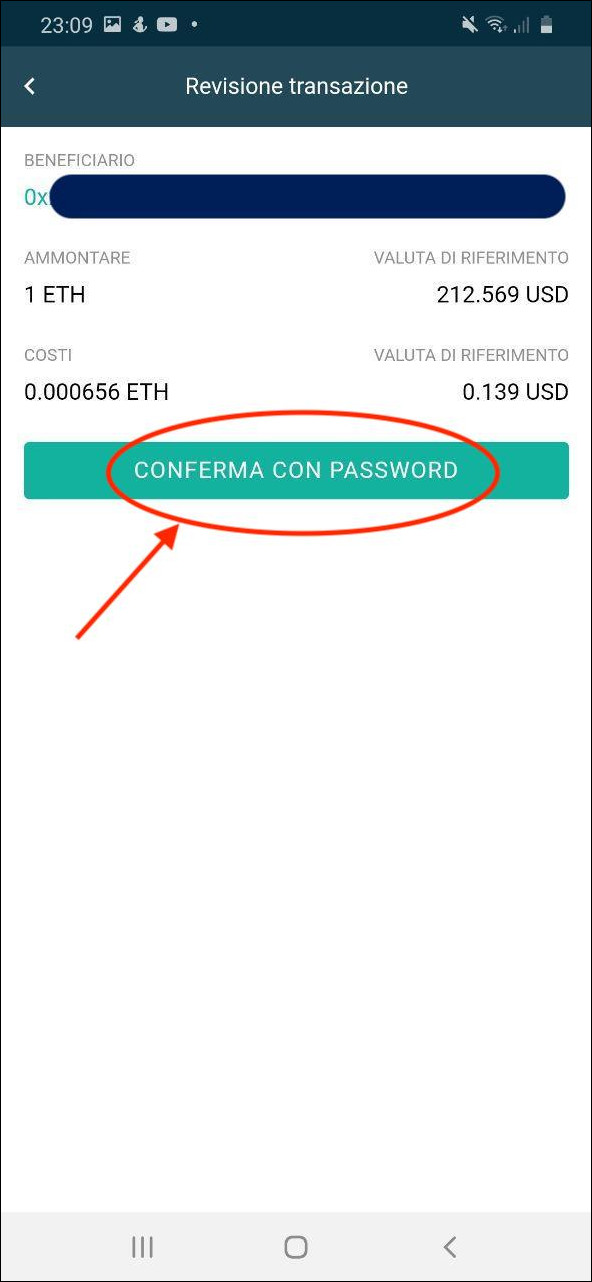 23:09
Revisione transazione
BENEFICIARIO
0x
AMMONTARE VALUTA DI RIFERIMENTO
1 ETH 212.569 USD
COSTI VALUTA DI RIFERIMENTO
0.000656 ETH 0.139 USD
CONFERMA CON PASSWORD